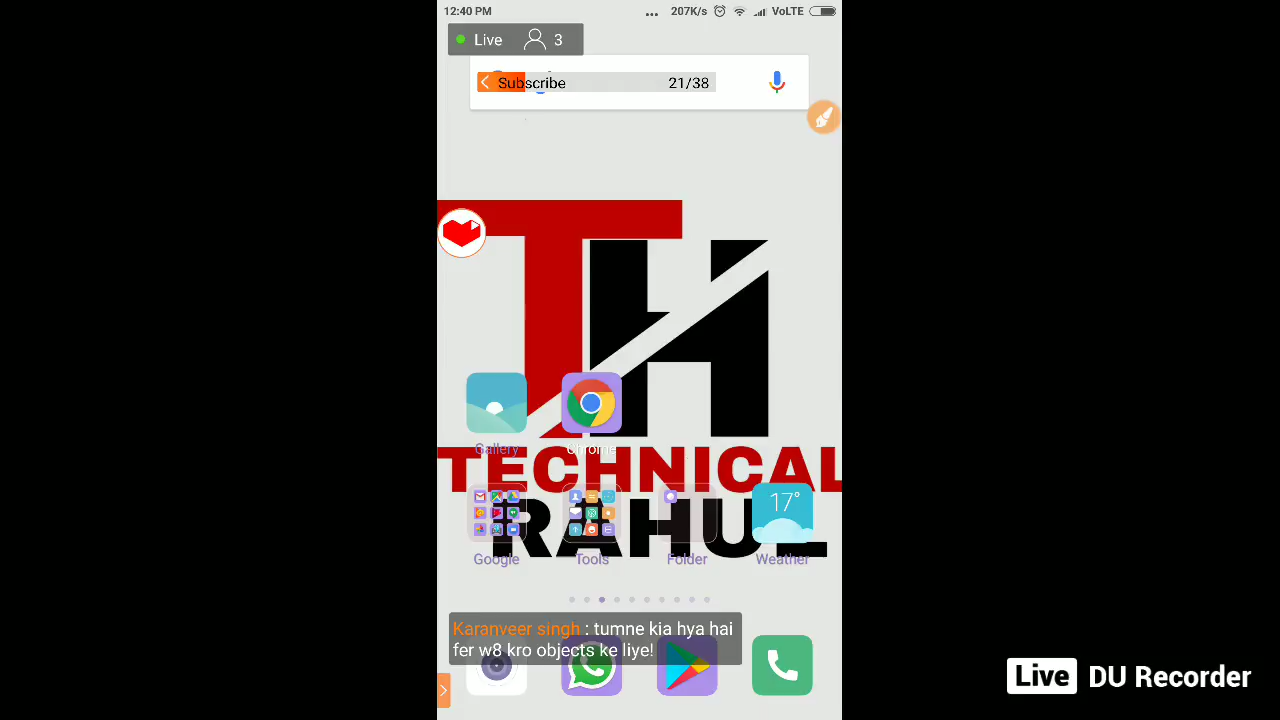 12:40 PM
... 207K/s VoLTE
Live 3
Subscribe 21/38
TH
Gallery
Chrome
TECHNICAL
RAHUL
17°
Google
Tools
Folder
Weather
Karanveer singh : tumne kia hya hai
fer w8 kro objects ke liye!
Live DU Recorder